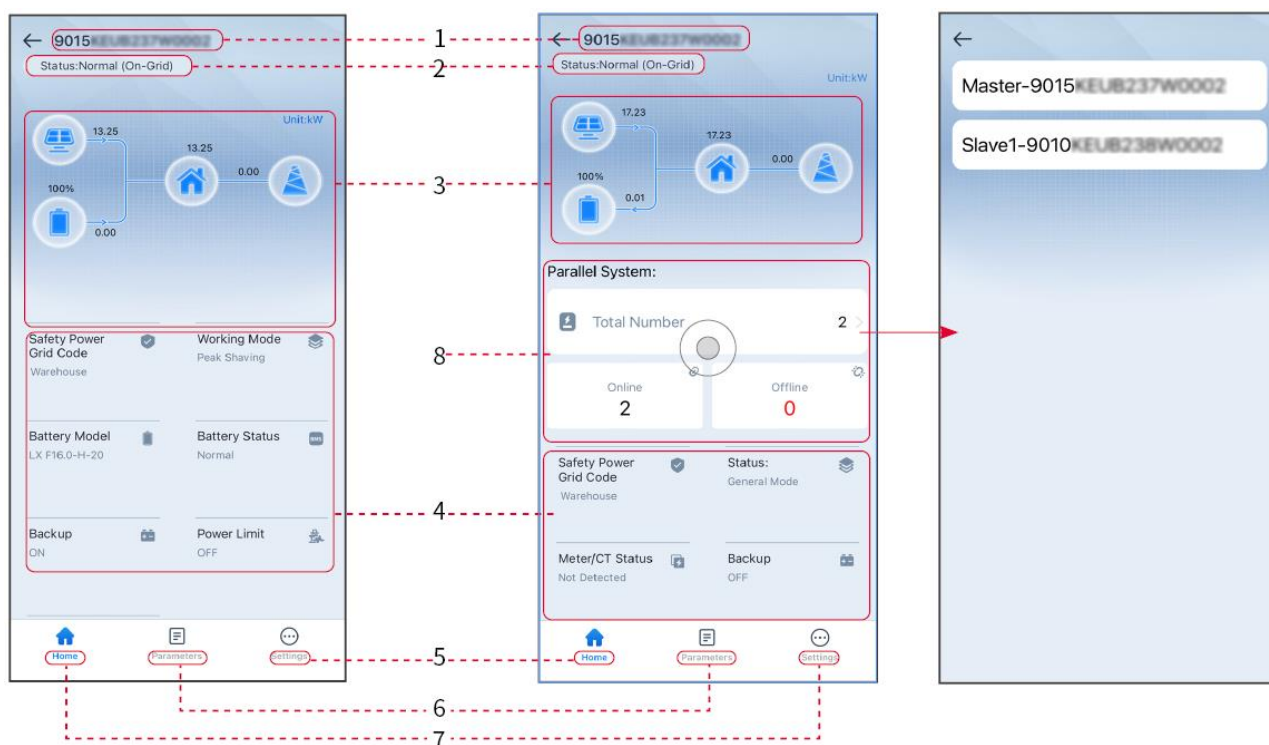 9015
Status:Normal (On-Grid)
Unit:kW
13.25
13.25
0.00
100%
0.00
Safety Power
Grid Code
Warehouse
Working Mode
Peak Shaving
Battery Model
LX F16.0-H-20
Battery Status
Normal
Backup
ON
Power Limit
OFF
Home
Parameters
Settings
1
2
3
8
4
5
6
7
9015
Status:Normal (On-Grid)
Unit:kW
17.23
17.23
0.00
100%
0.01
Parallel System:
Total Number
2
Online
2
Offline
0
Safety Power
Grid Code
Warehouse
Status:
General Mode
Meter/CT Status
Not Detected
Backup
OFF
Home
Parameters
Settings
Master-9015
Slave1-9010